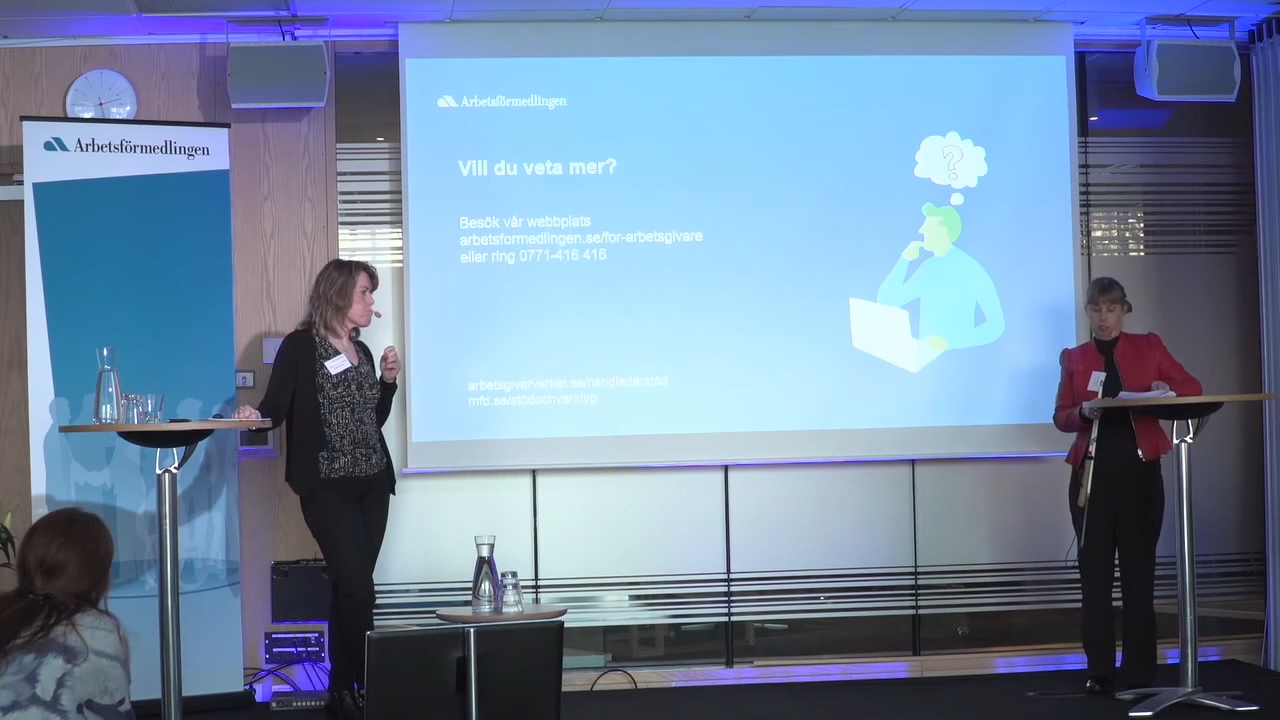 Arbetsförmedlingen
Arbetsförmedlingen
Vill du veta mer?
?
Besök vår webbplats
arbetsformedlingen.se/for-arbetsgivare
eller ring 0771-416 416
arbetsgivarverket.se/handledarstöd
mfd.se/stödochverktyg